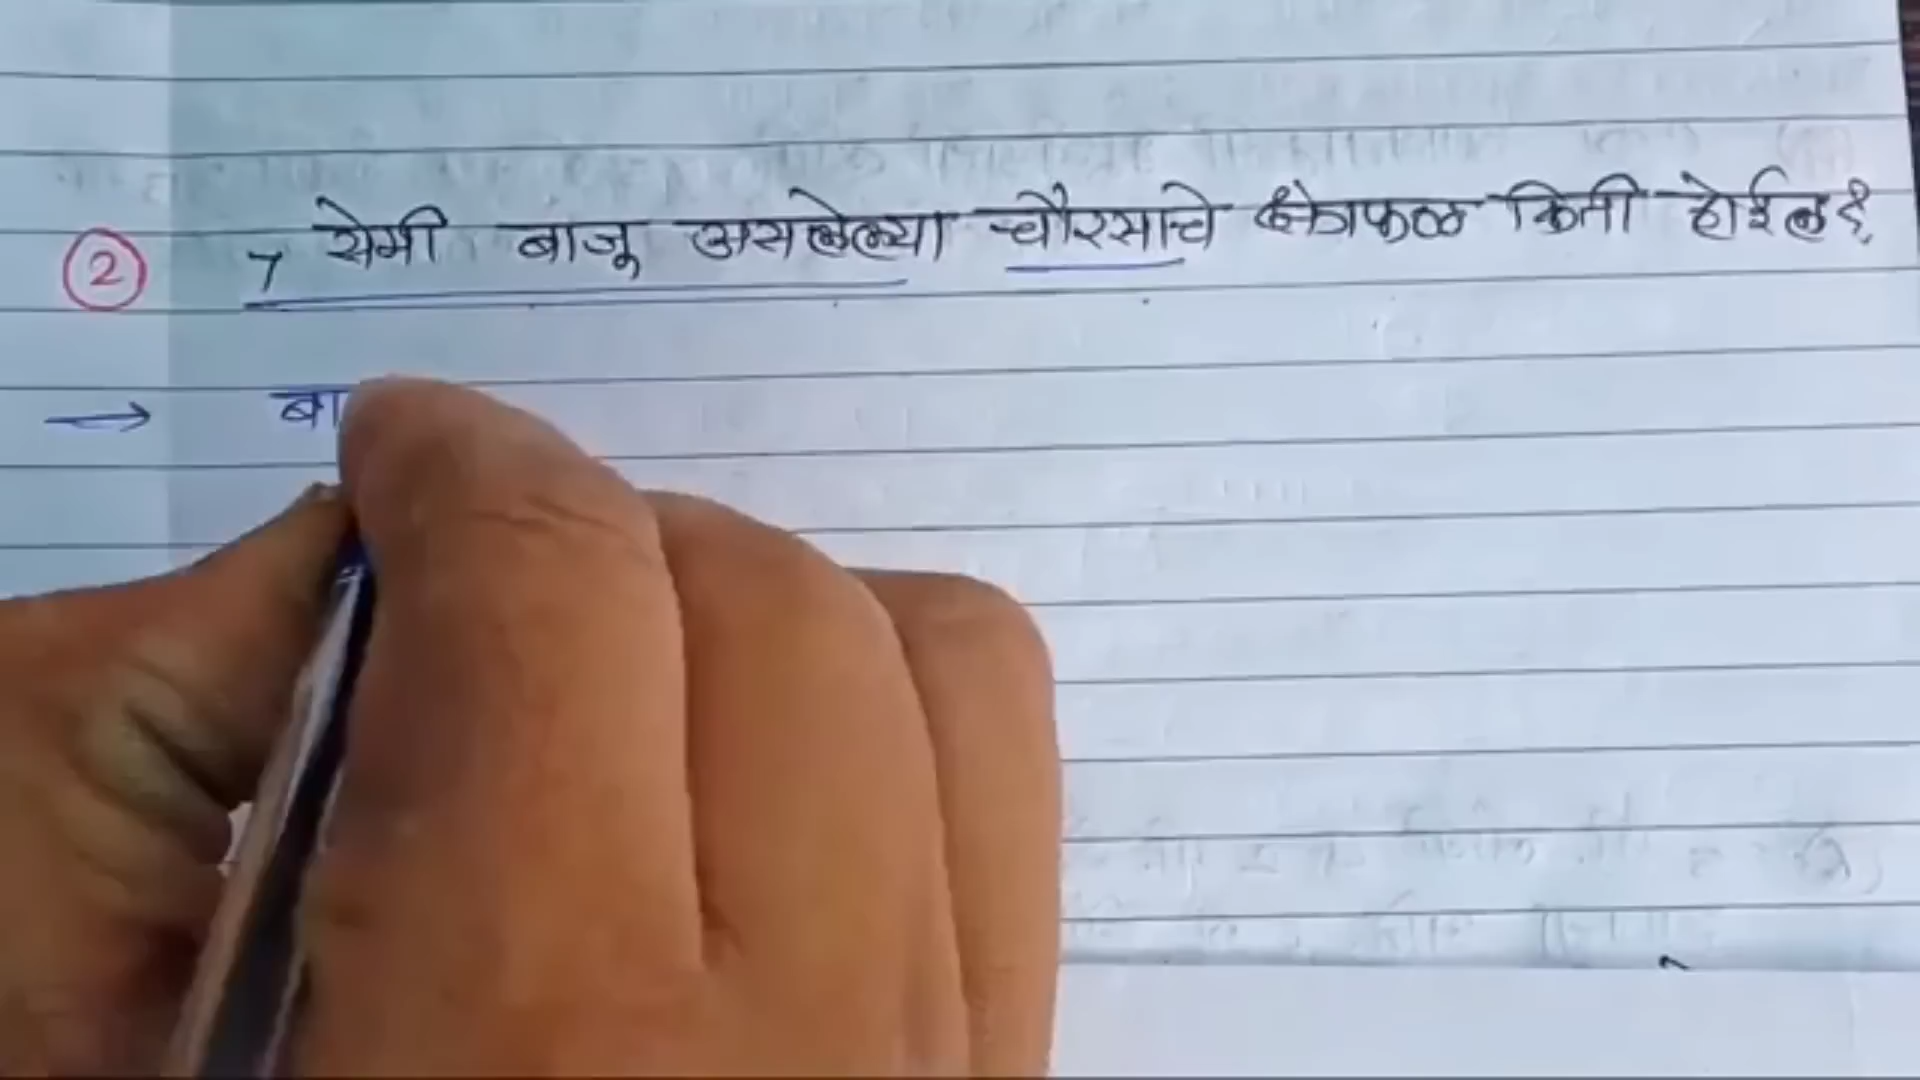 ② 7 सेमी बाजू असलेल्या चौरसाचे क्षेत्रफळ किती होईल?
→ बा